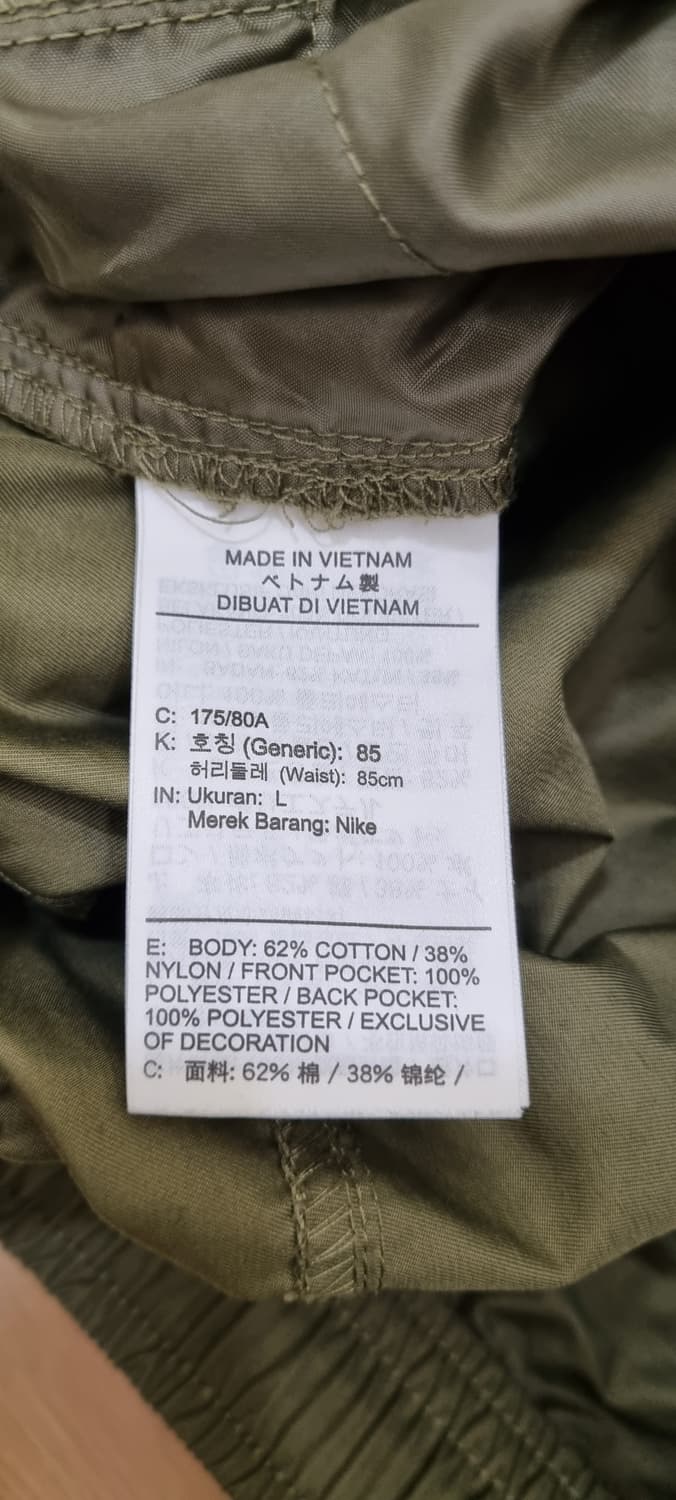 MADE IN VIETNAM
ベトナム製
DIBUAT DI VIETNAM
C: 175/80A
K: 호칭 (Generic): 85
허리둘레 (Waist): 85cm
IN: Ukuran: L
Merek Barang: Nike
E: BODY: 62% COTTON / 38%
NYLON / FRONT POCKET: 100%
POLYESTER / BACK POCKET:
100% POLYESTER / EXCLUSIVE
OF DECORATION
C: 面料: 62% 棉 / 38% 锦纶 /